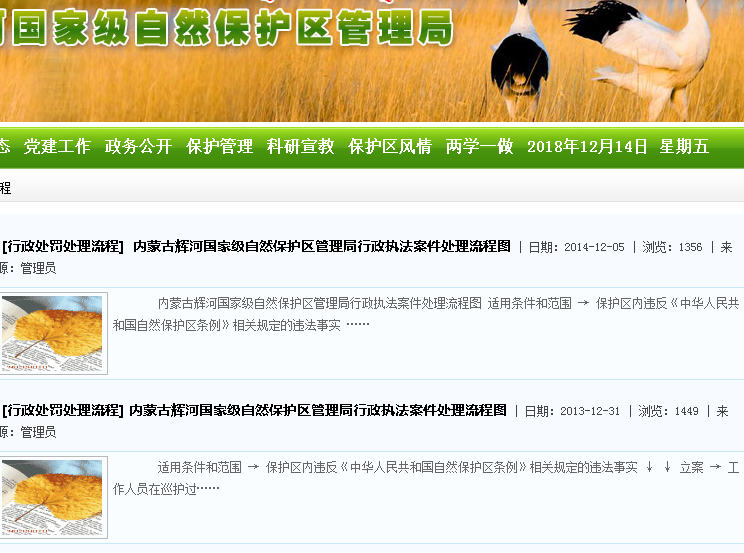 国家级自然保护区管理局
态 党建工作 政务公开 保护管理 科研宣教 保护区风情 两学一做 2018年12月14日 星期五
程
[行政处罚处理流程] 内蒙古辉河国家级自然保护区管理局行政执法案件处理流程图 | 日期：2014-12-05 | 浏览：1356 | 来
源：管理员
内蒙古辉河国家级自然保护区管理局行政执法案件处理流程图 适用条件和范围 → 保护区内违反《中华人民共
和国自然保护区条例》相关规定的违法事实 ……
[行政处罚处理流程] 内蒙古辉河国家级自然保护区管理局行政执法案件处理流程图 | 日期：2013-12-31 | 浏览：1449 | 来
源：管理员
适用条件和范围 → 保护区内违反《中华人民共和国自然保护区条例》相关规定的违法事实 ↓ ↓ 立案 → 工
作人员在巡护过……